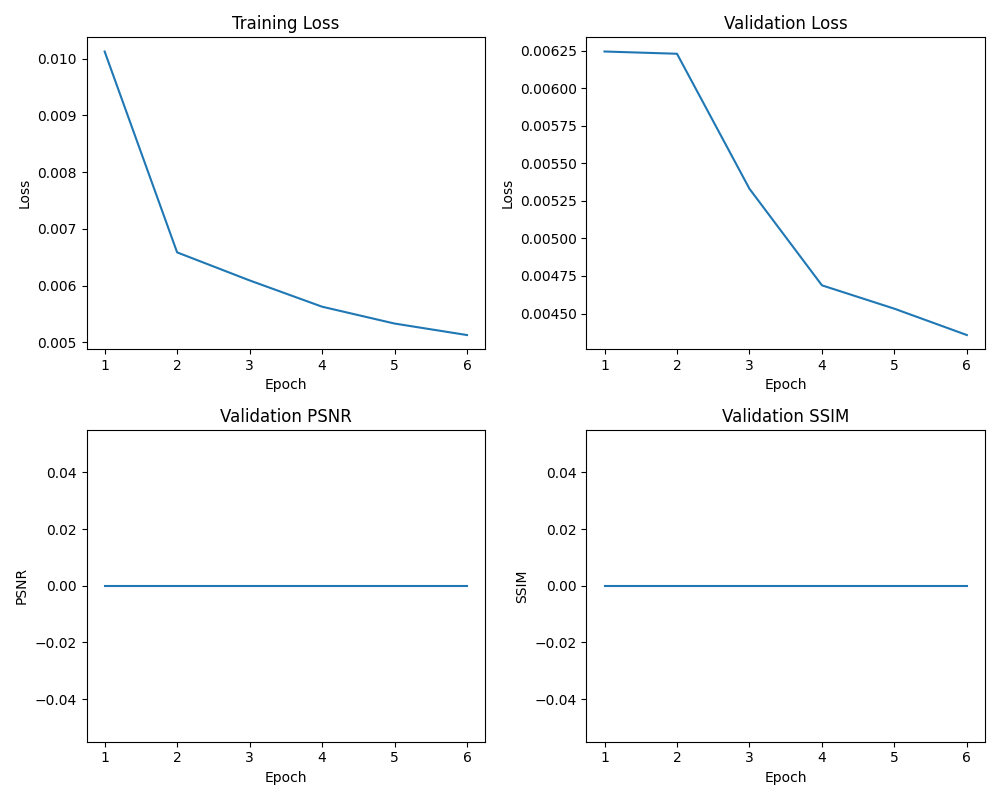 Training Loss
Loss
0.010
0.009
0.008
0.007
0.006
0.005
1 2 3 4 5 6
Epoch
Validation Loss
Loss
0.00625
0.00600
0.00575
0.00550
0.00525
0.00500
0.00475
0.00450
1 2 3 4 5 6
Epoch
Validation PSNR
PSNR
0.04
0.02
0.00
−0.02
−0.04
1 2 3 4 5 6
Epoch
Validation SSIM
SSIM
0.04
0.02
0.00
−0.02
−0.04
1 2 3 4 5 6
Epoch